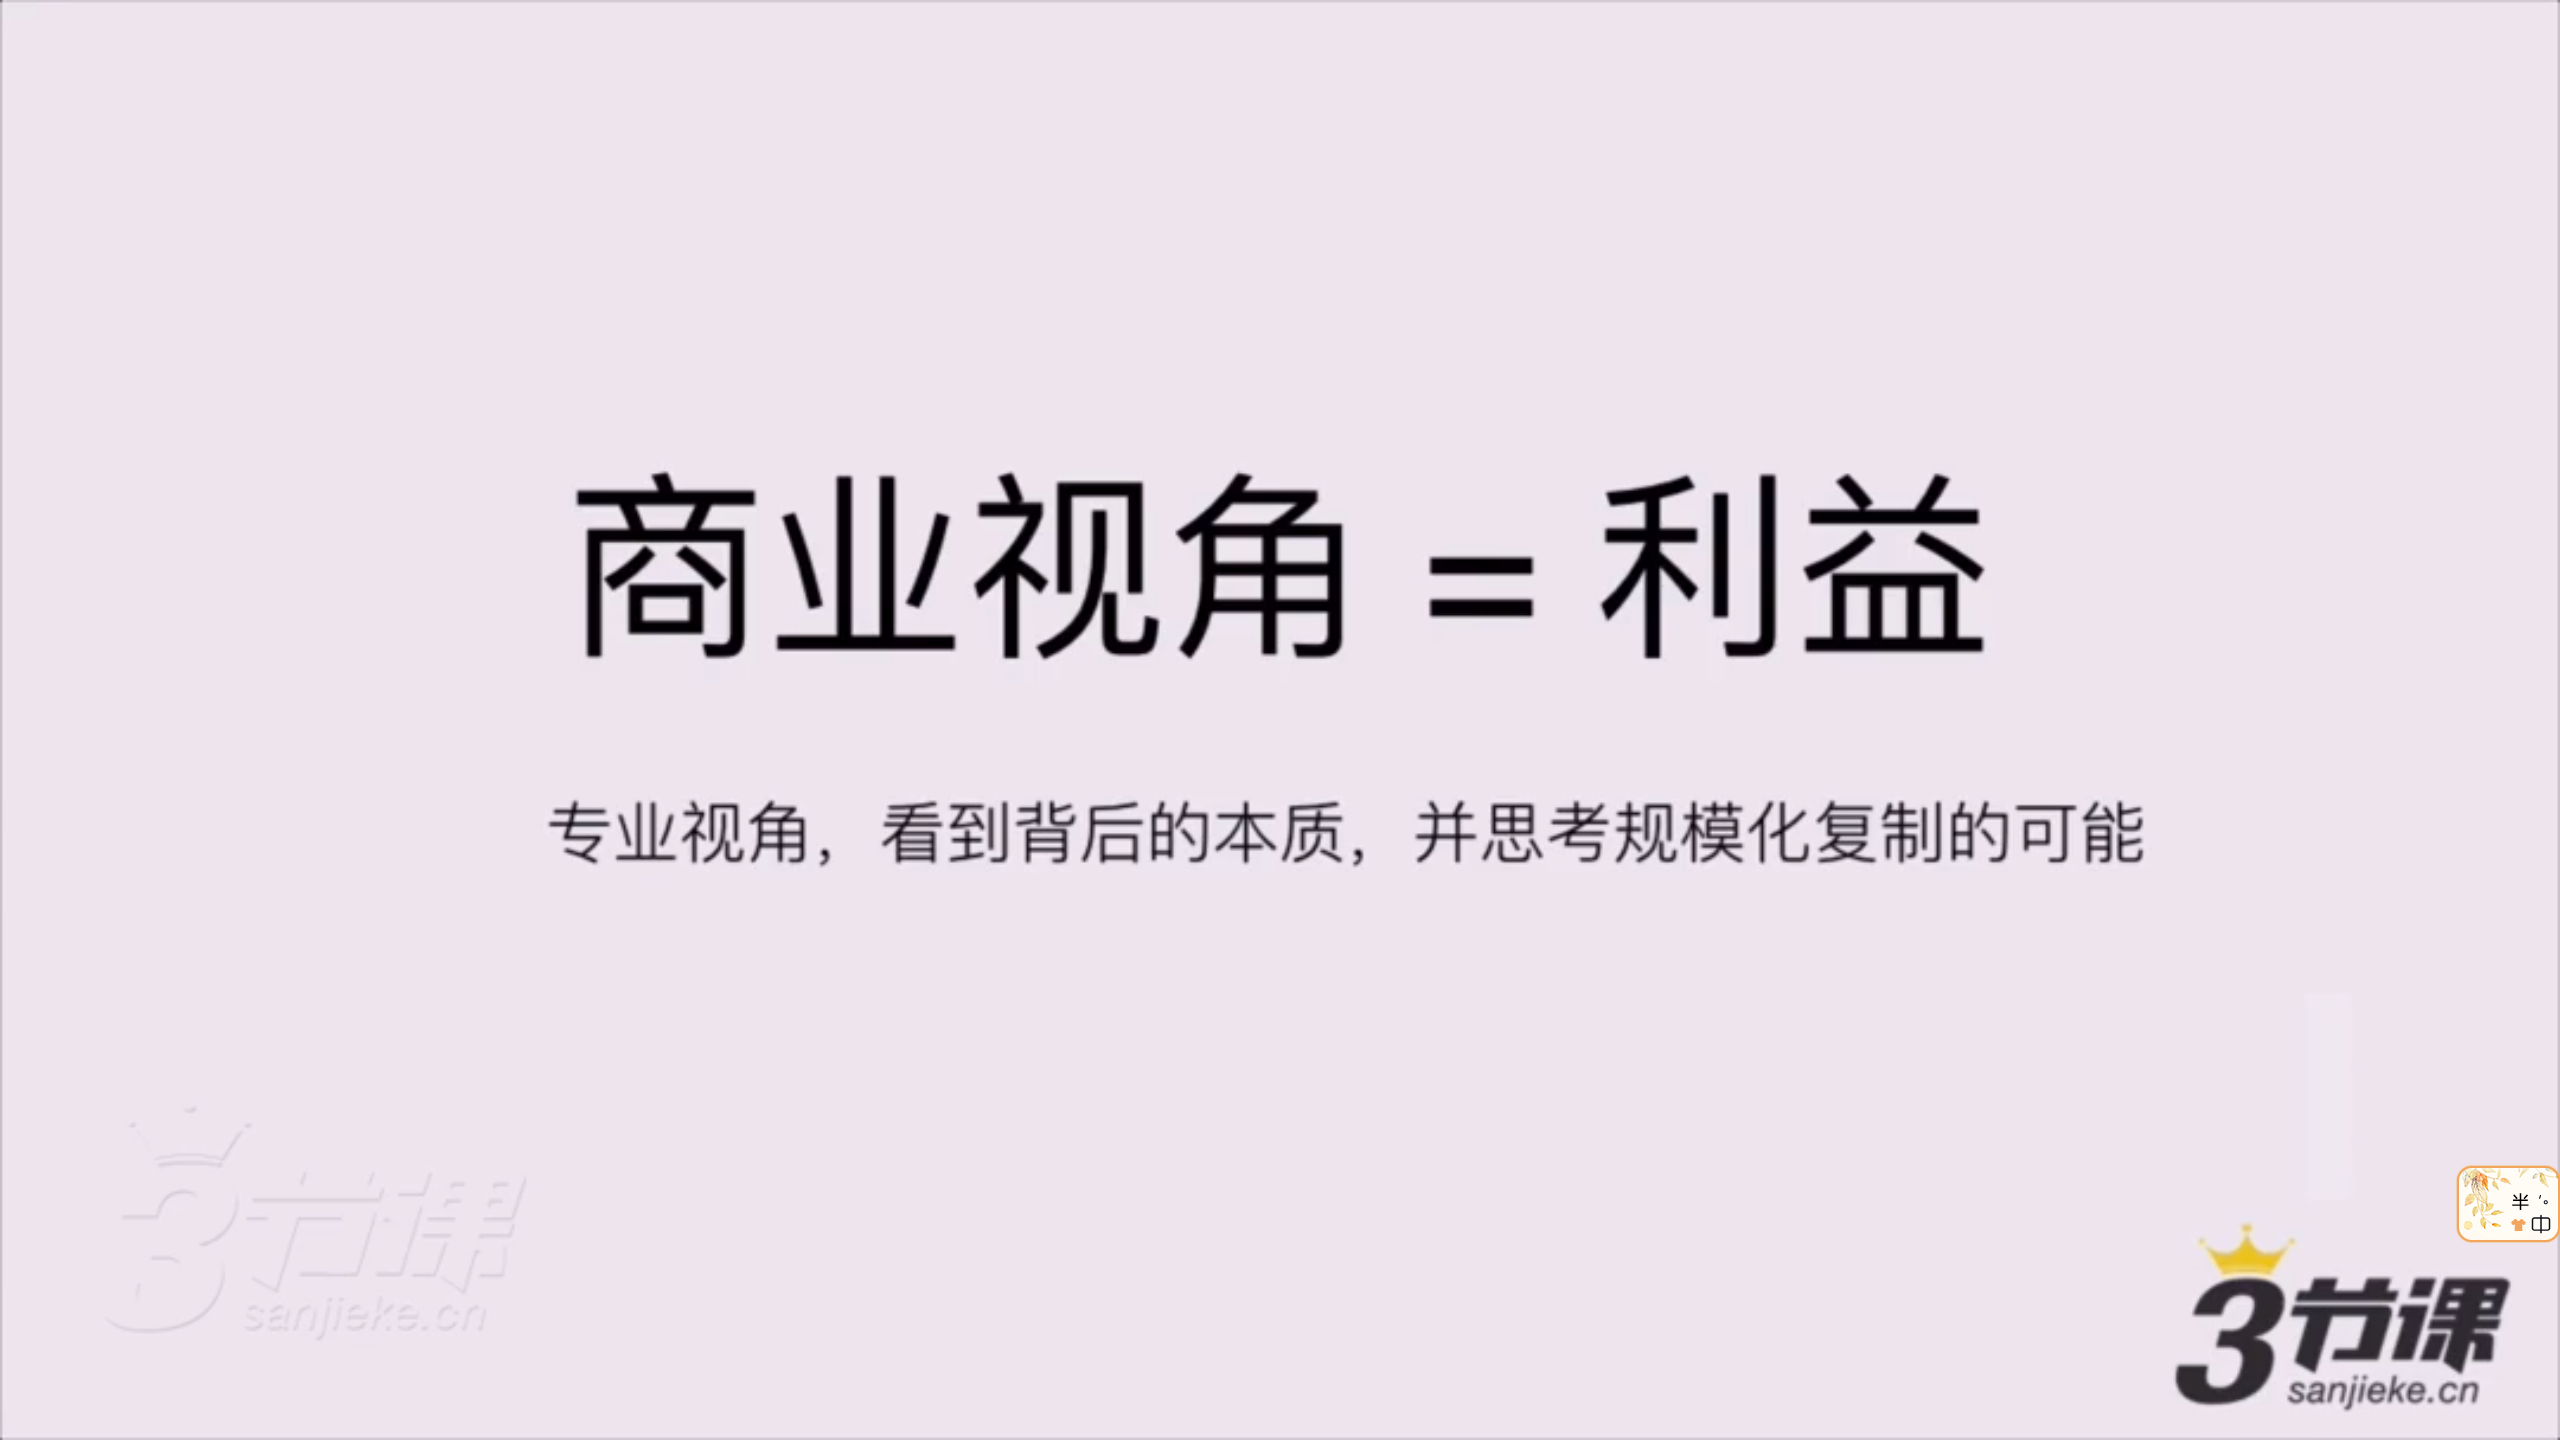 商业视角 = 利益
专业视角，看到背后的本质，并思考规模化复制的可能
3节课
sanjieke.cn
半 ’。
中
3节课
sanjieke.cn